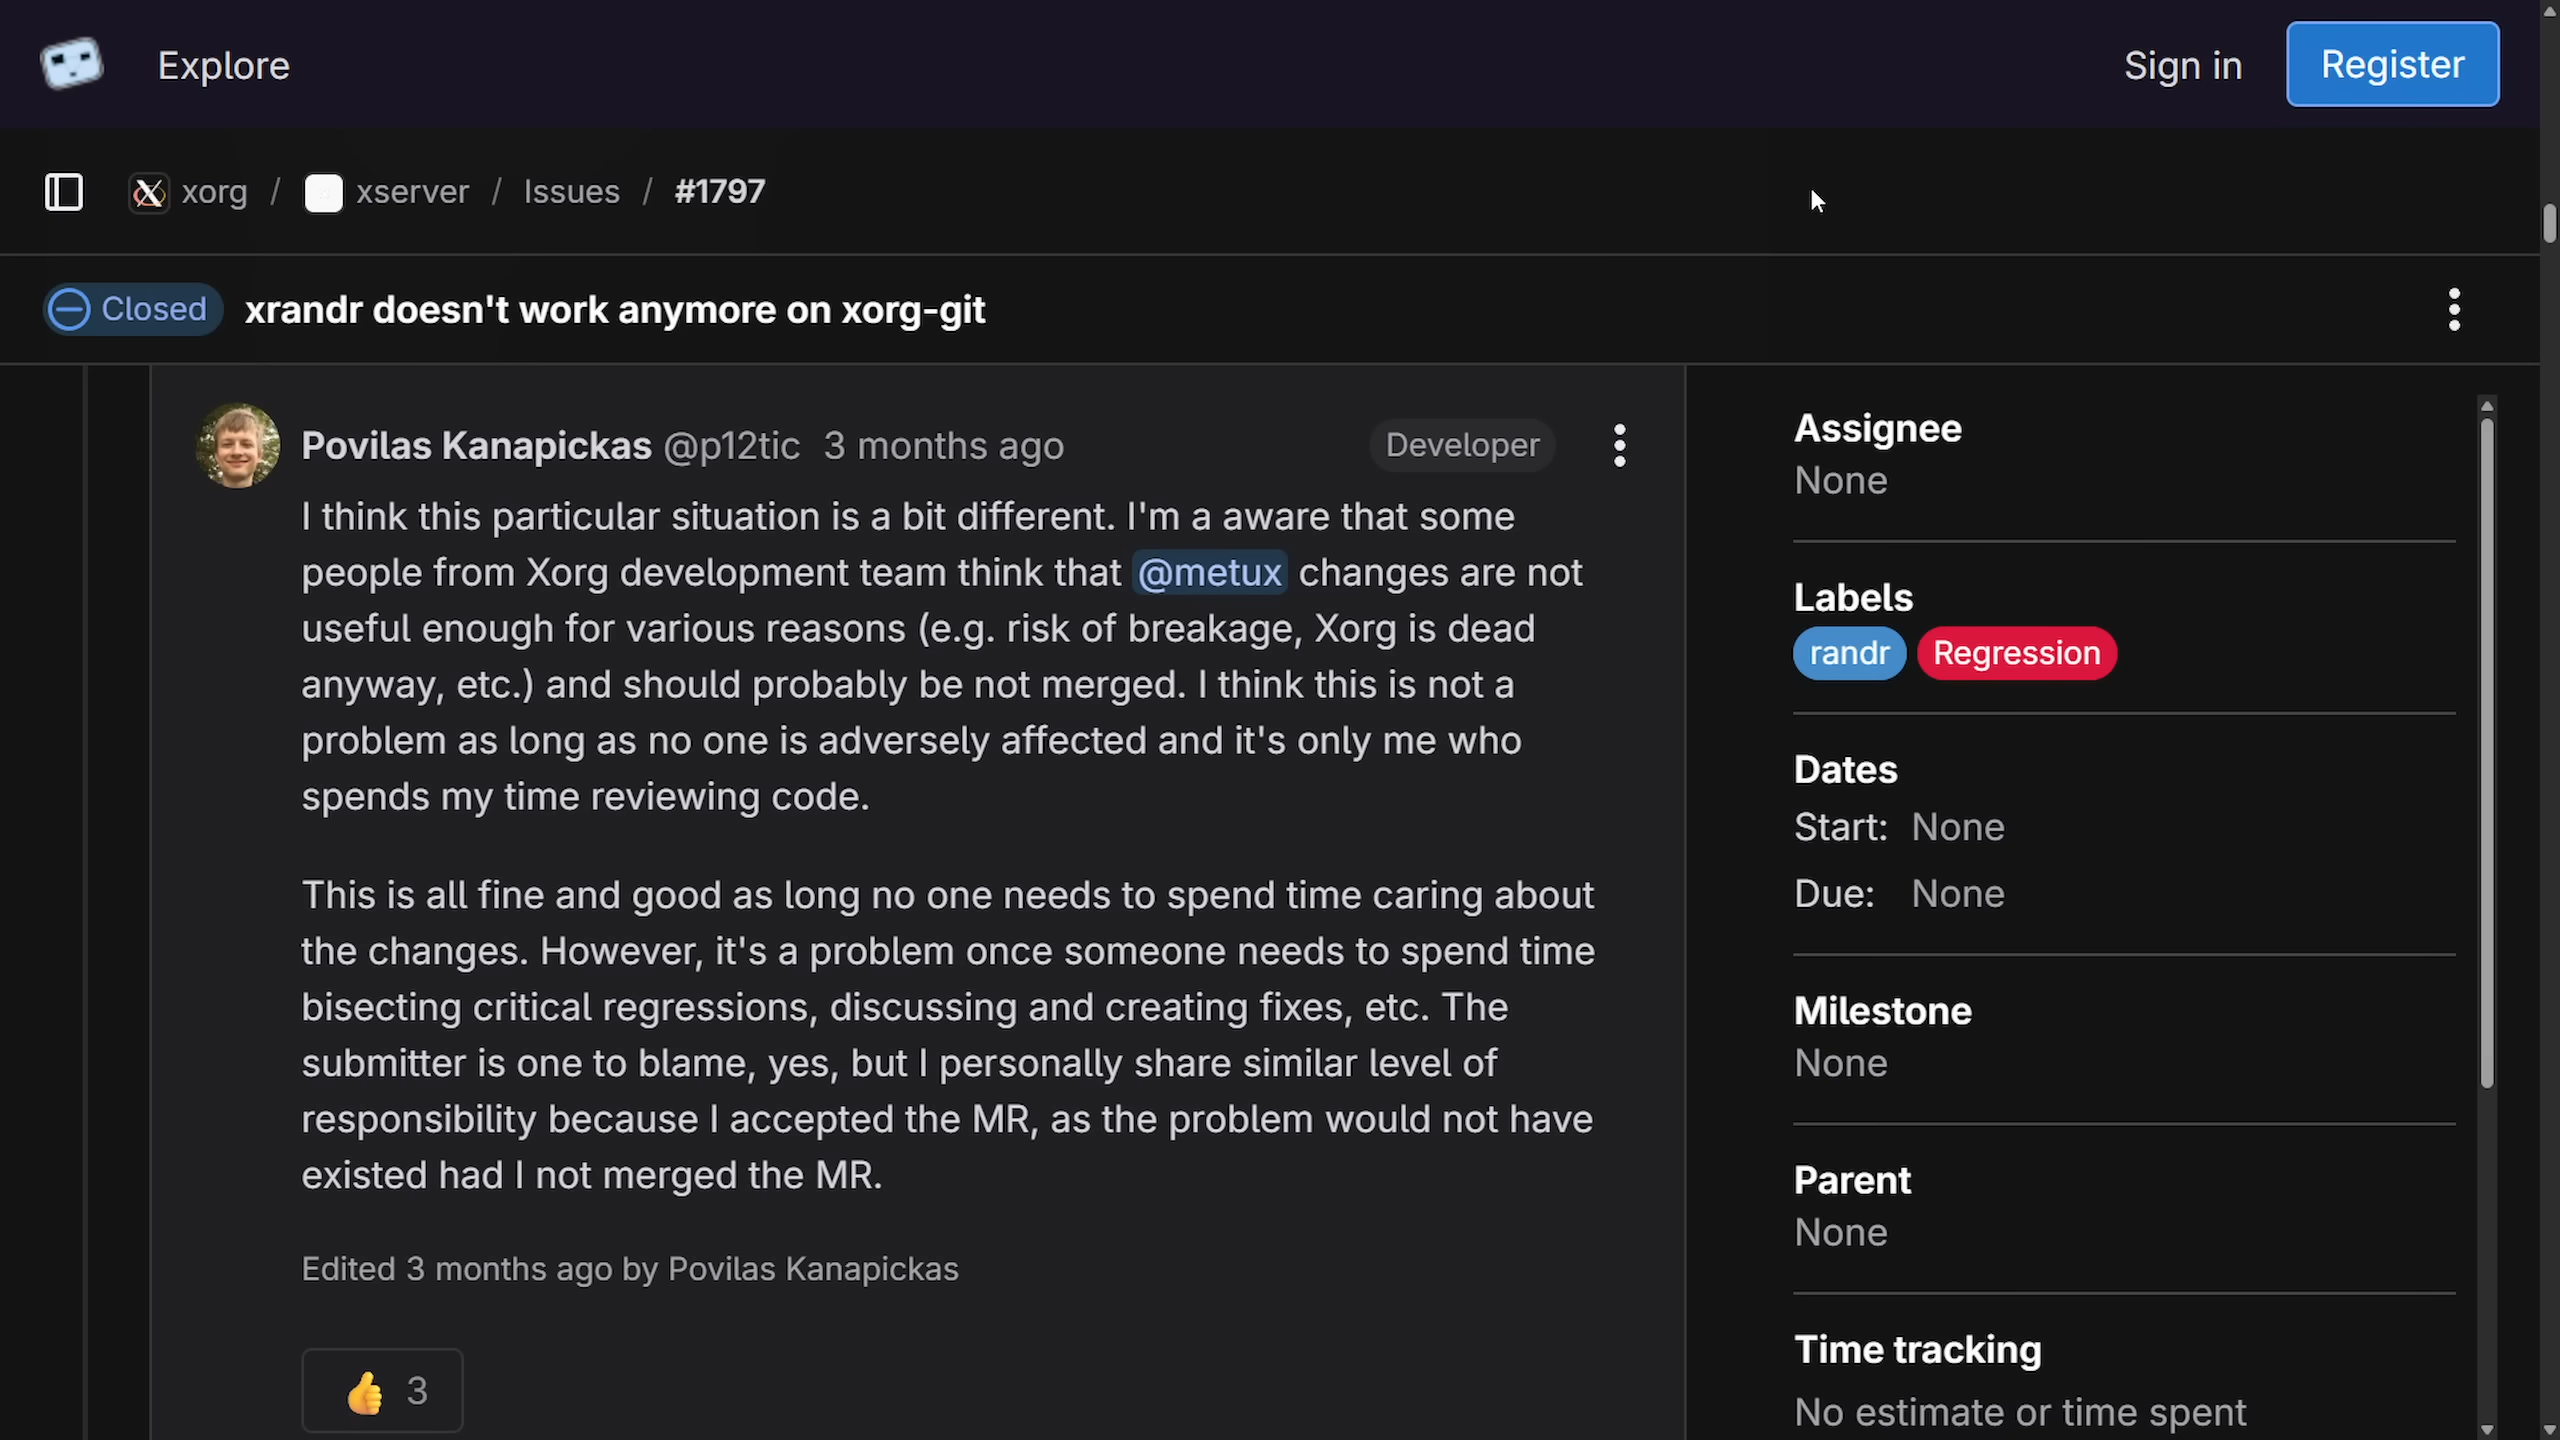 Explore
Sign in
Register
xorg / xserver / Issues / #1797
Closed
xrandr doesn't work anymore on xorg-git
Povilas Kanapickas @p12tic 3 months ago
Developer
I think this particular situation is a bit different. I'm a aware that some
people from Xorg development team think that @metux changes are not
useful enough for various reasons (e.g. risk of breakage, Xorg is dead
anyway, etc.) and should probably be not merged. I think this is not a
problem as long as no one is adversely affected and it's only me who
spends my time reviewing code.
This is all fine and good as long no one needs to spend time caring about
the changes. However, it's a problem once someone needs to spend time
bisecting critical regressions, discussing and creating fixes, etc. The
submitter is one to blame, yes, but I personally share similar level of
responsibility because I accepted the MR, as the problem would not have
existed had I not merged the MR.
Edited 3 months ago by Povilas Kanapickas
👍 3
Assignee
None
Labels
randr
Regression
Dates
Start: None
Due: None
Milestone
None
Parent
None
Time tracking
No estimate or time spent